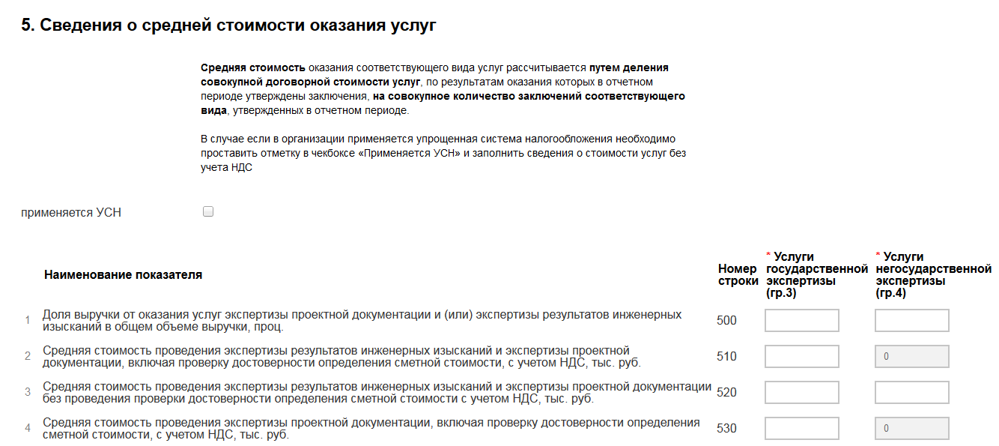 5. Сведения о средней стоимости оказания услуг
Средняя стоимость оказания соответствующего вида услуг рассчитывается путем деления
совокупной договорной стоимости услуг, по результатам оказания которых в отчетном
периоде утверждены заключения, на совокупное количество заключений соответствующего
вида, утвержденных в отчетном периоде.
В случае если в организации применяется упрощенная система налогообложения необходимо
проставить отметку в чекбоксе «Применяется УСН» и заполнить сведения о стоимости услуг без
учета НДС
применяется УСН
Наименование показателя
Номер
строки
* Услуги
государственной
экспертизы
(гр.3)
* Услуги
негосударственной
экспертизы
(гр.4)
1
Доля выручки от оказания услуг экспертизы проектной документации и (или) экспертизы результатов инженерных
изысканий в общем объеме выручки, проц.
500
2
Средняя стоимость проведения экспертизы результатов инженерных изысканий и экспертизы проектной
документации, включая проверку достоверности определения сметной стоимости, с учетом НДС, тыс. руб.
510
0
3
Средняя стоимость проведения экспертизы результатов инженерных изысканий и экспертизы проектной документации
без проведения проверки достоверности определения сметной стоимости с учетом НДС, тыс. руб.
520
4
Средняя стоимость проведения экспертизы проектной документации, включая проверку достоверности определения
сметной стоимости, с учетом НДС, тыс. руб.
530
0